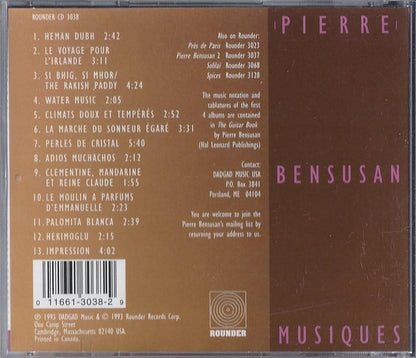 ROUNDER CD 3038
1. HEMAN DUBH 2:42
2. LE VOYAGE POUR
L'IRLANDE 3:11
3. SI BHIG, SI MHOR/
THE RAKISH PADDY 4:24
4. WATER MUSIC 2:05
5. CLIMATS DOUX ET TEMPÉRÉS 2:52
6. LA MARCHE DU SONNEUR ÉGARÉ 3:31
7. PERLES DE CRISTAL 5:40
8. ADIOS MUCHACHOS 2:12
9. CLEMENTINE, MANDARINE
ET REINE CLAUDE 1:55
10. LE MOULIN A PARFUMS
D'EMMANUELLE 2:23
11. PALOMITA BLANCA 2:39
12. HEKIMOGLU 2:15
13. IMPRESSION 4:02
Also on Rounder:
Près de Paris Rounder 3023
Pierre Bensusan 2 Rounder 3037
Solilaï Rounder 3068
Spices Rounder 3128
The music notation and
tablatures of the first
4 albums are contained
in The Guitar Book
by Pierre Bensusan
(Hal Leonard Publishings)
Contact:
DADGAD MUSIC USA
P.O. Box 3841
Portland, ME 04104
You are welcome to join the
Pierre Bensusan's mailing list by
returning your address to us.
0 11661-3038-2 9
℗ 1993 DADGAD Music & © 1993 Rounder Records Corp.
One Camp Street
Cambridge, Massachusetts 02140 USA.
Printed in Canada.
ROUNDER
PIERRE
BENSUSAN
MUSIQUES